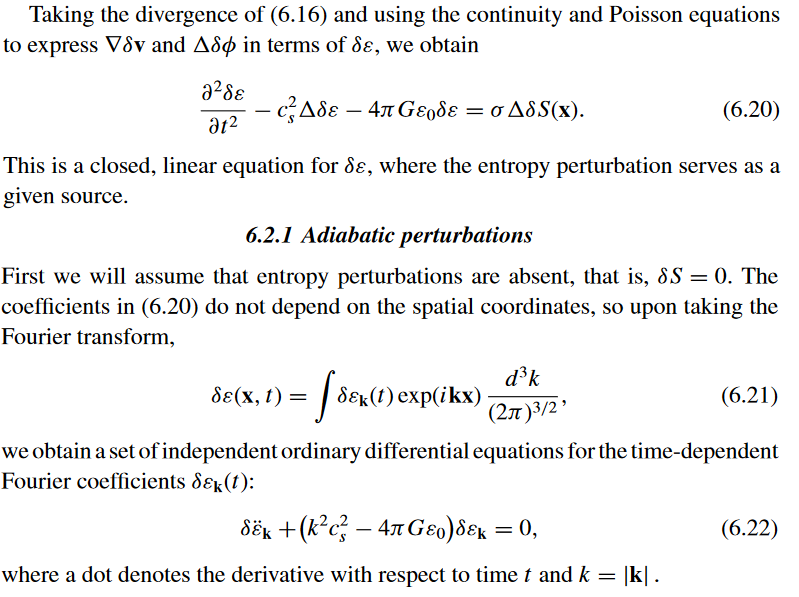 Taking the divergence of (6.16) and using the continuity and Poisson equations
to express ∇δv and Δδϕ in terms of δε, we obtain
∂²δε/∂t² − c_s²Δδε − 4πGε₀δε = σΔδS(x). (6.20)
This is a closed, linear equation for δε, where the entropy perturbation serves as a
given source.
6.2.1 Adiabatic perturbations
First we will assume that entropy perturbations are absent, that is, δS = 0. The
coefficients in (6.20) do not depend on the spatial coordinates, so upon taking the
Fourier transform,
δε(x, t) = ∫ δε_k(t) exp(ikx) d³k/(2π)^{3/2}, (6.21)
we obtain a set of independent ordinary differential equations for the time-dependent
Fourier coefficients δε_k(t):
δε̈_k + (k²c_s² − 4πGε₀)δε_k = 0, (6.22)
where a dot denotes the derivative with respect to time t and k = |k| .